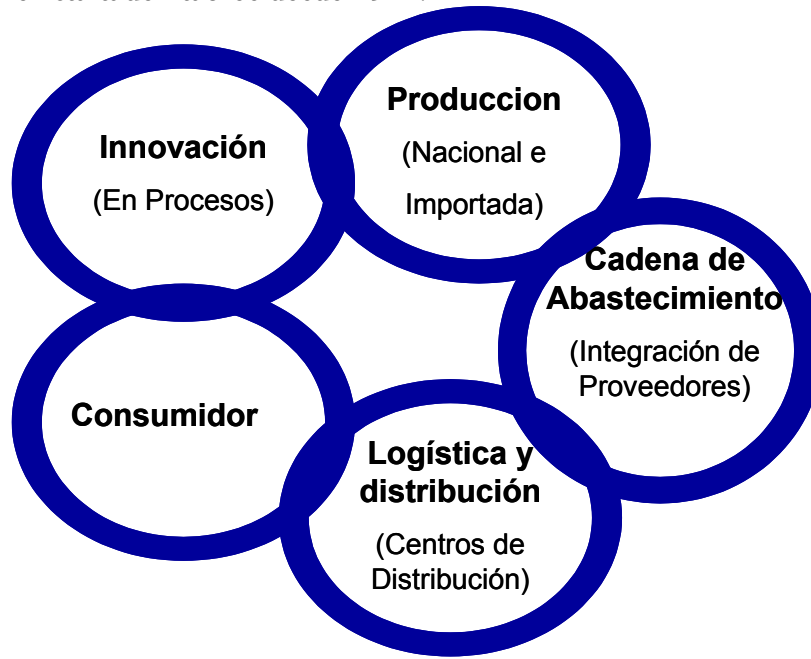 Produccion
(Nacional e
Importada)
Innovación
(En Procesos)
Cadena de
Abastecimiento
(Integración de
Proveedores)
Consumidor
Logística y
distribución
(Centros de
Distribución)